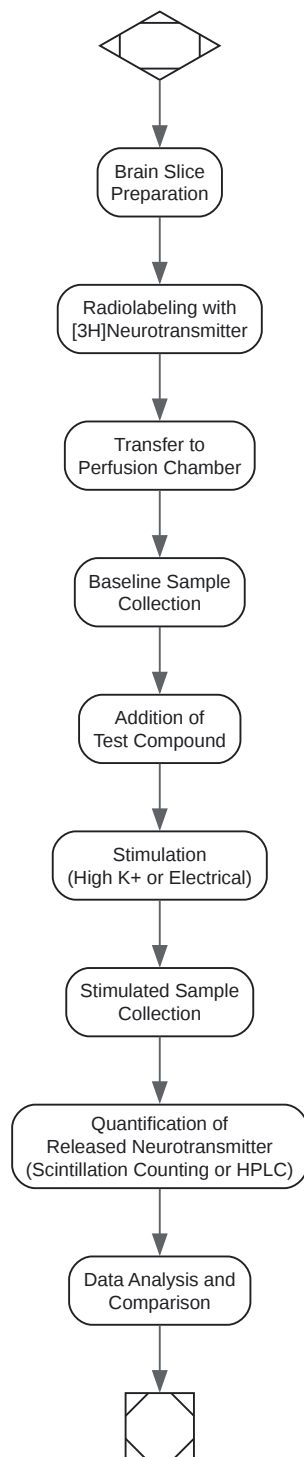 Brain Slice
Preparation
Radiolabeling with
[3H]Neurotransmitter
Transfer to
Perfusion Chamber
Baseline Sample
Collection
Addition of
Test Compound
Stimulation
(High K+ or Electrical)
Stimulated Sample
Collection
Quantification of
Released Neurotransmitter
(Scintillation Counting or HPLC)
Data Analysis and
Comparison